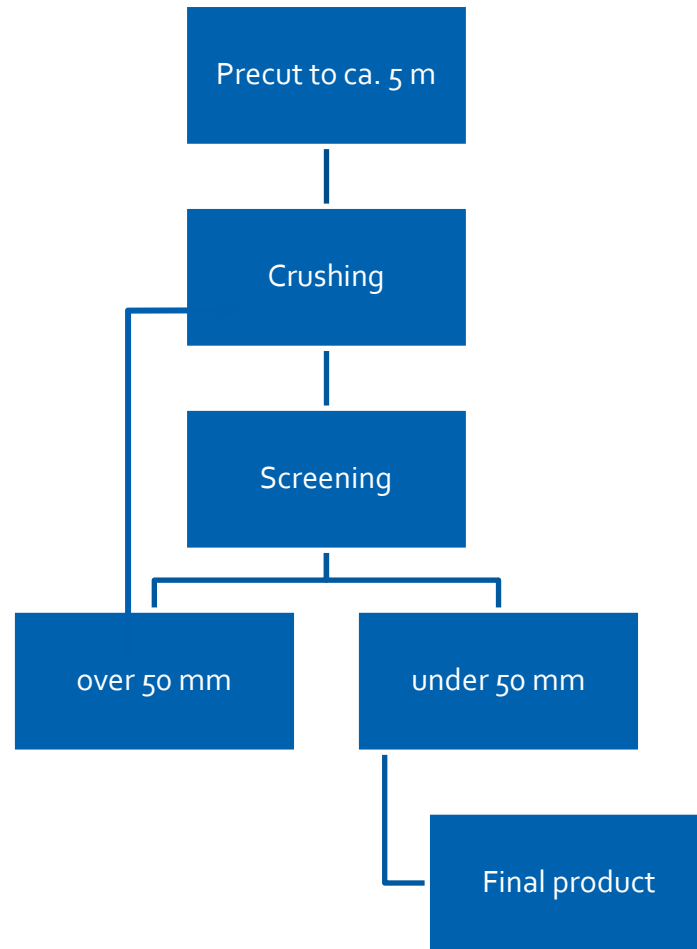 Precut to ca. 5 m
Crushing
Screening
over 50 mm
under 50 mm
Final product